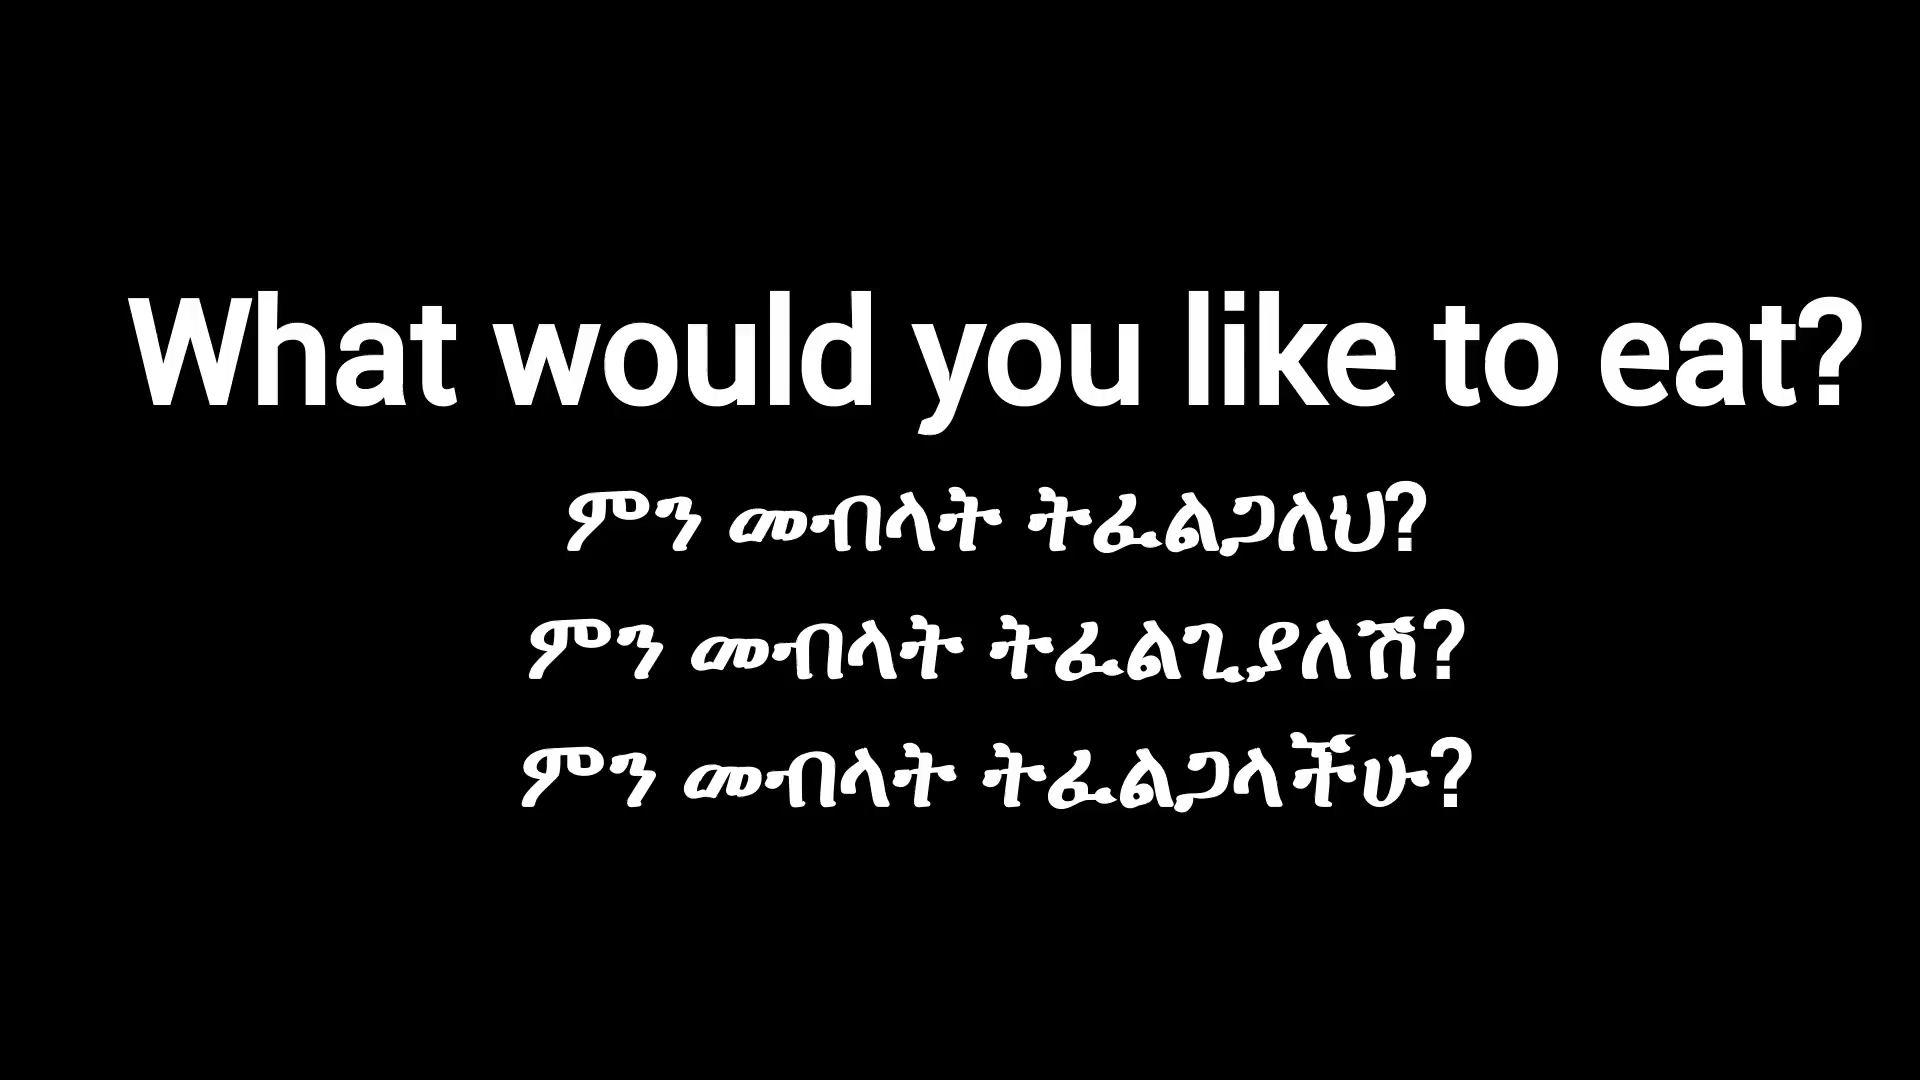 What would you like to eat?
ምን መብላት ትፈልጋለህ?
ምን መብላት ትፈልጊያለሽ?
ምን መብላት ትፈልጋላችሁ?